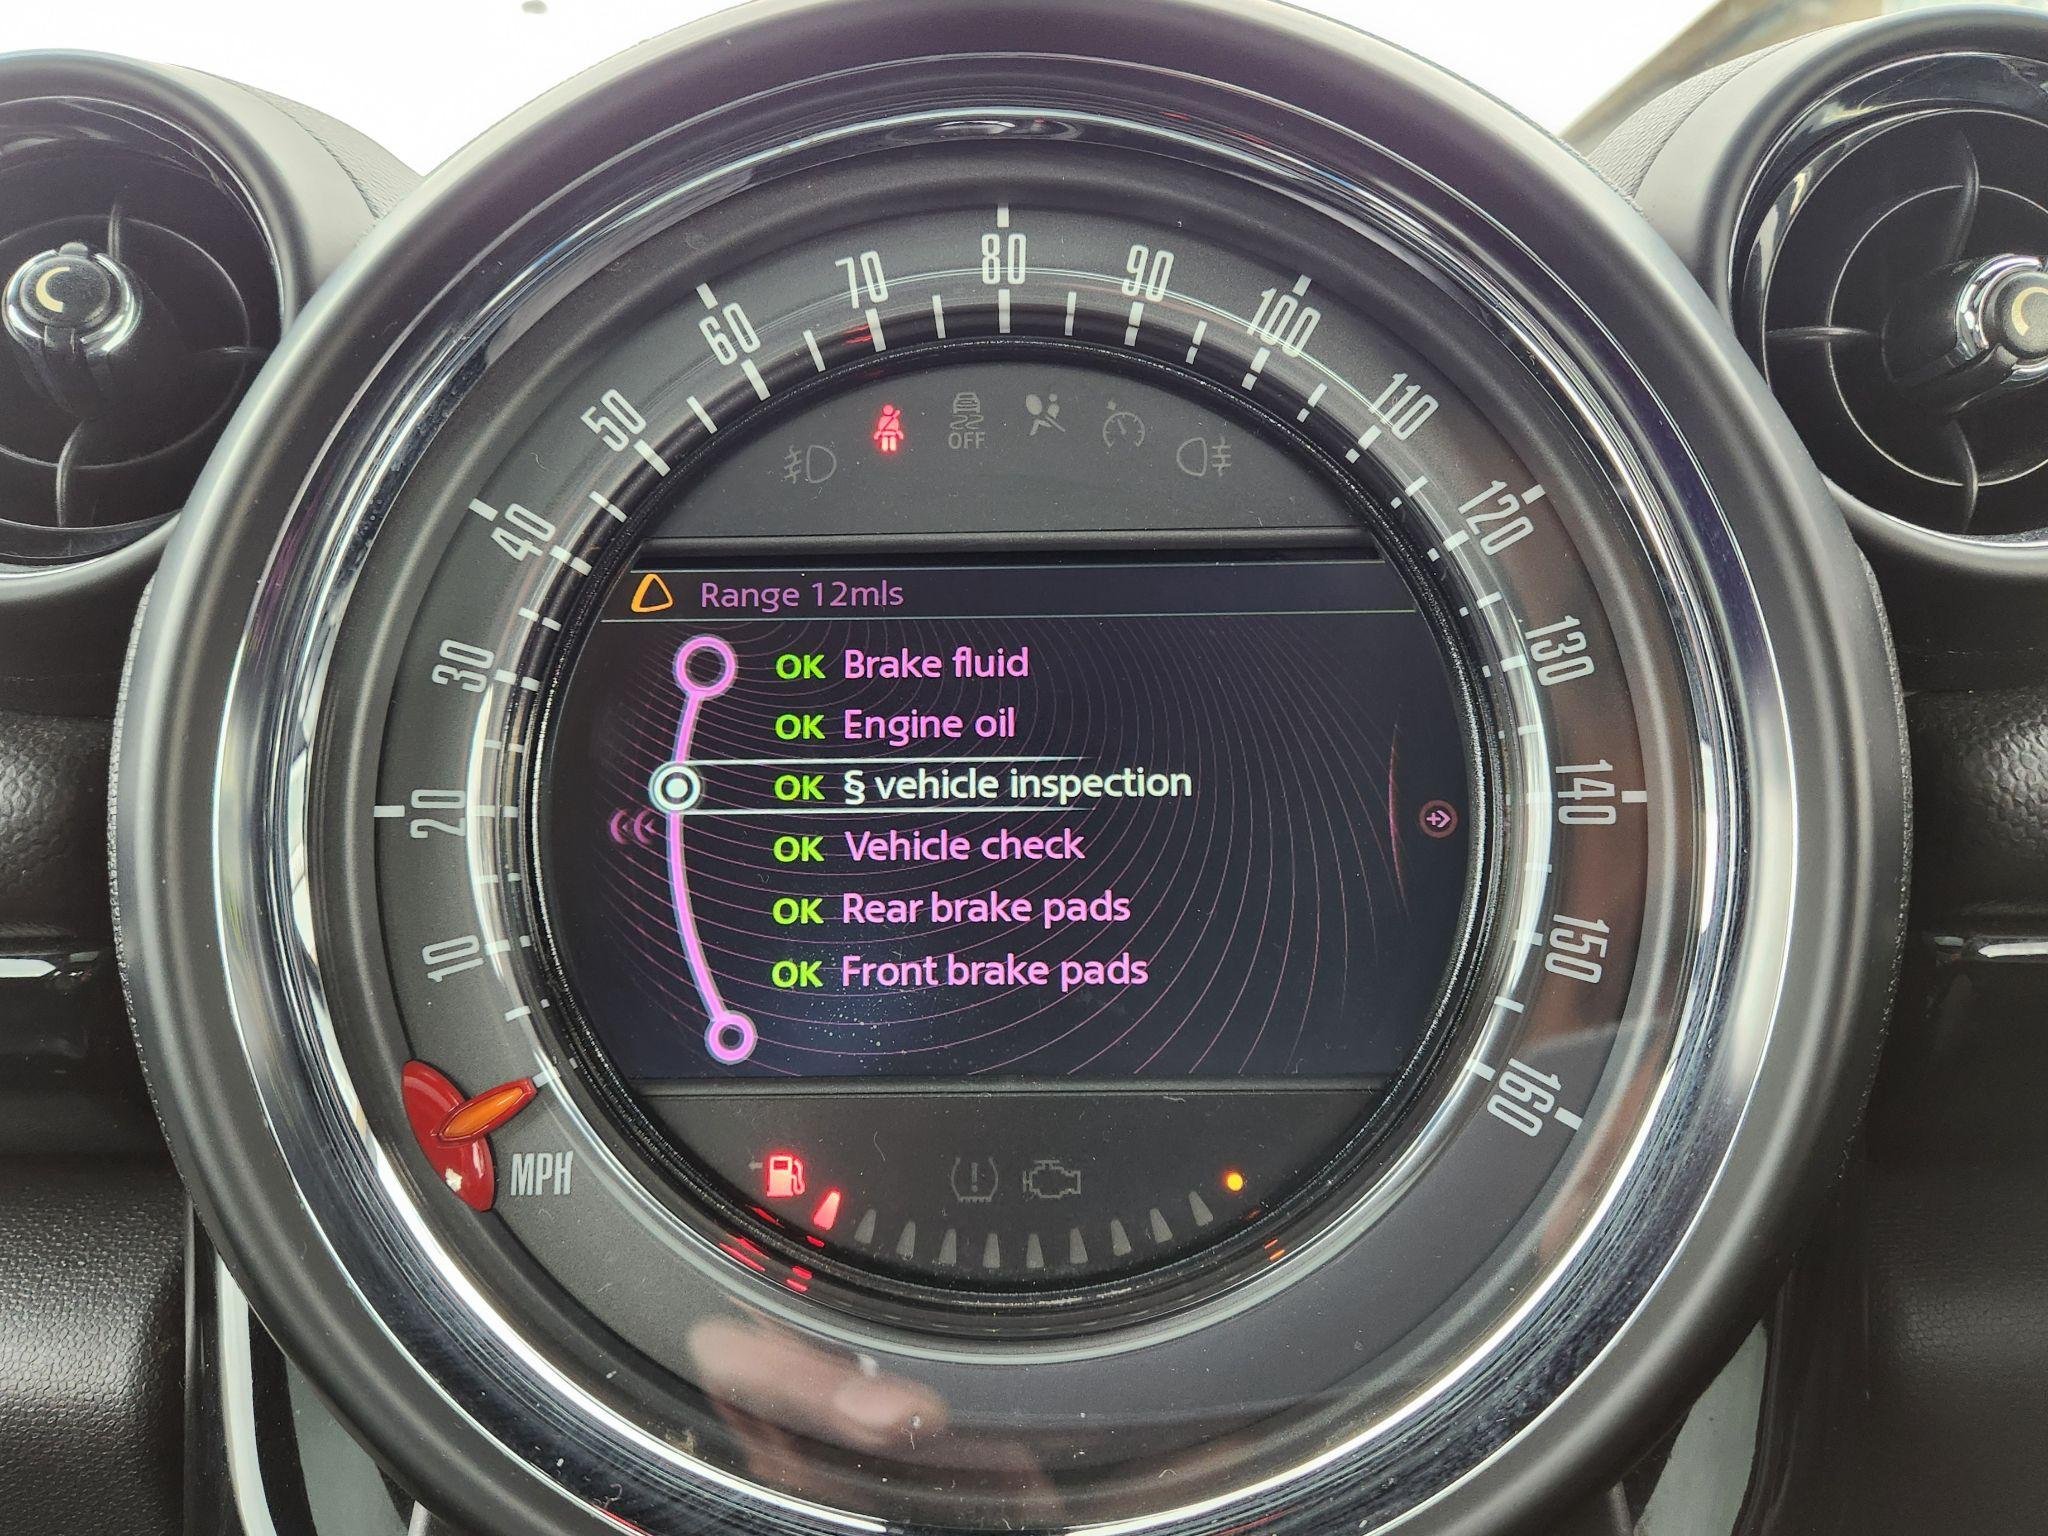 10
20
30
40
50
60
70
80
90
100
110
120
130
140
150
160
MPH
OFF
Range 12mls
OK Brake fluid
OK Engine oil
OK § vehicle inspection
OK Vehicle check
OK Rear brake pads
OK Front brake pads